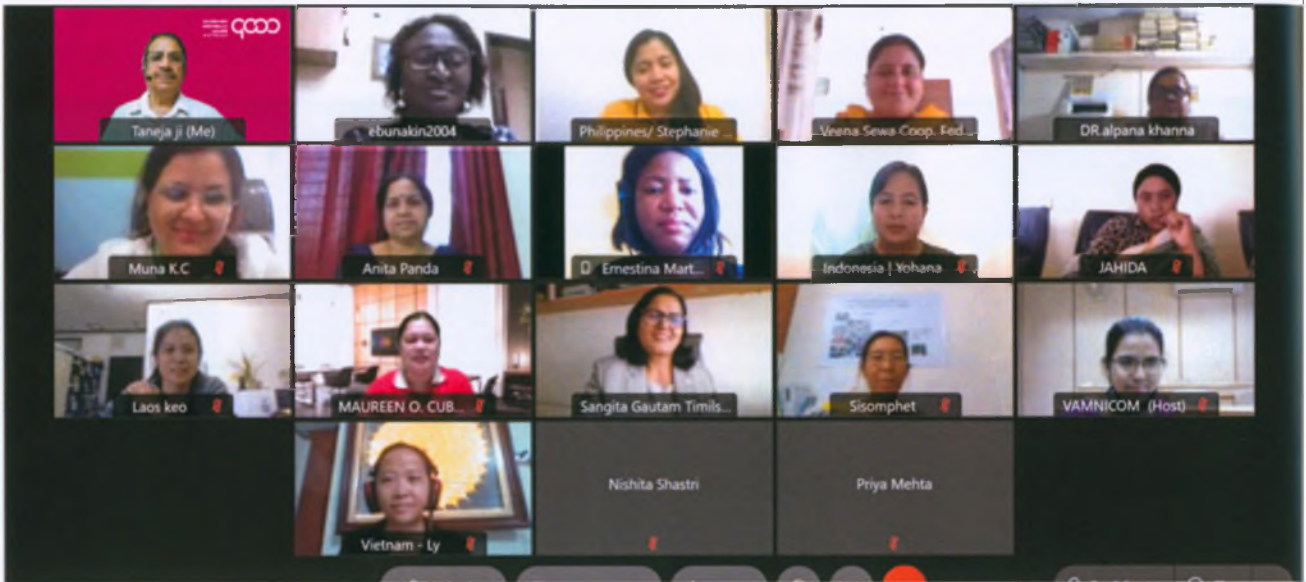 Taneja ji (Me)
ebunakin2004
Philippines/ Stephanie ...
Veena Sewa Coop. Fed...
DR.alpana khanna
Muna K.C
Anita Panda
Ernestina Mart...
Indonesia | Yohana
JAHIDA
Laos keo
MAUREEN O. CUB...
Sangita Gautam Timils...
Sisomphet
VAMNICOM (Host)
Vietnam - Ly
Nishita Shastri
Priya Mehta